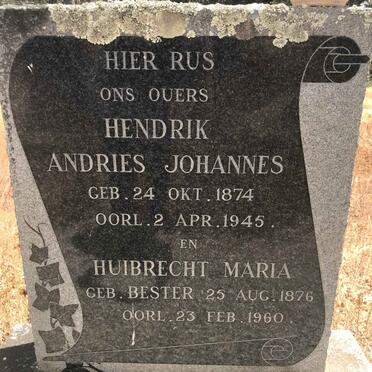 HIER RUS
ONS OUERS
HENDRIK
ANDRIES JOHANNES
GEB. 24 OKT. 1874
OORL. 2 APR. 1945.
EN
HUIBRECHT MARIA
GEB. BESTER 25 AUG. 1876
OORL. 23 FEB. 1960.